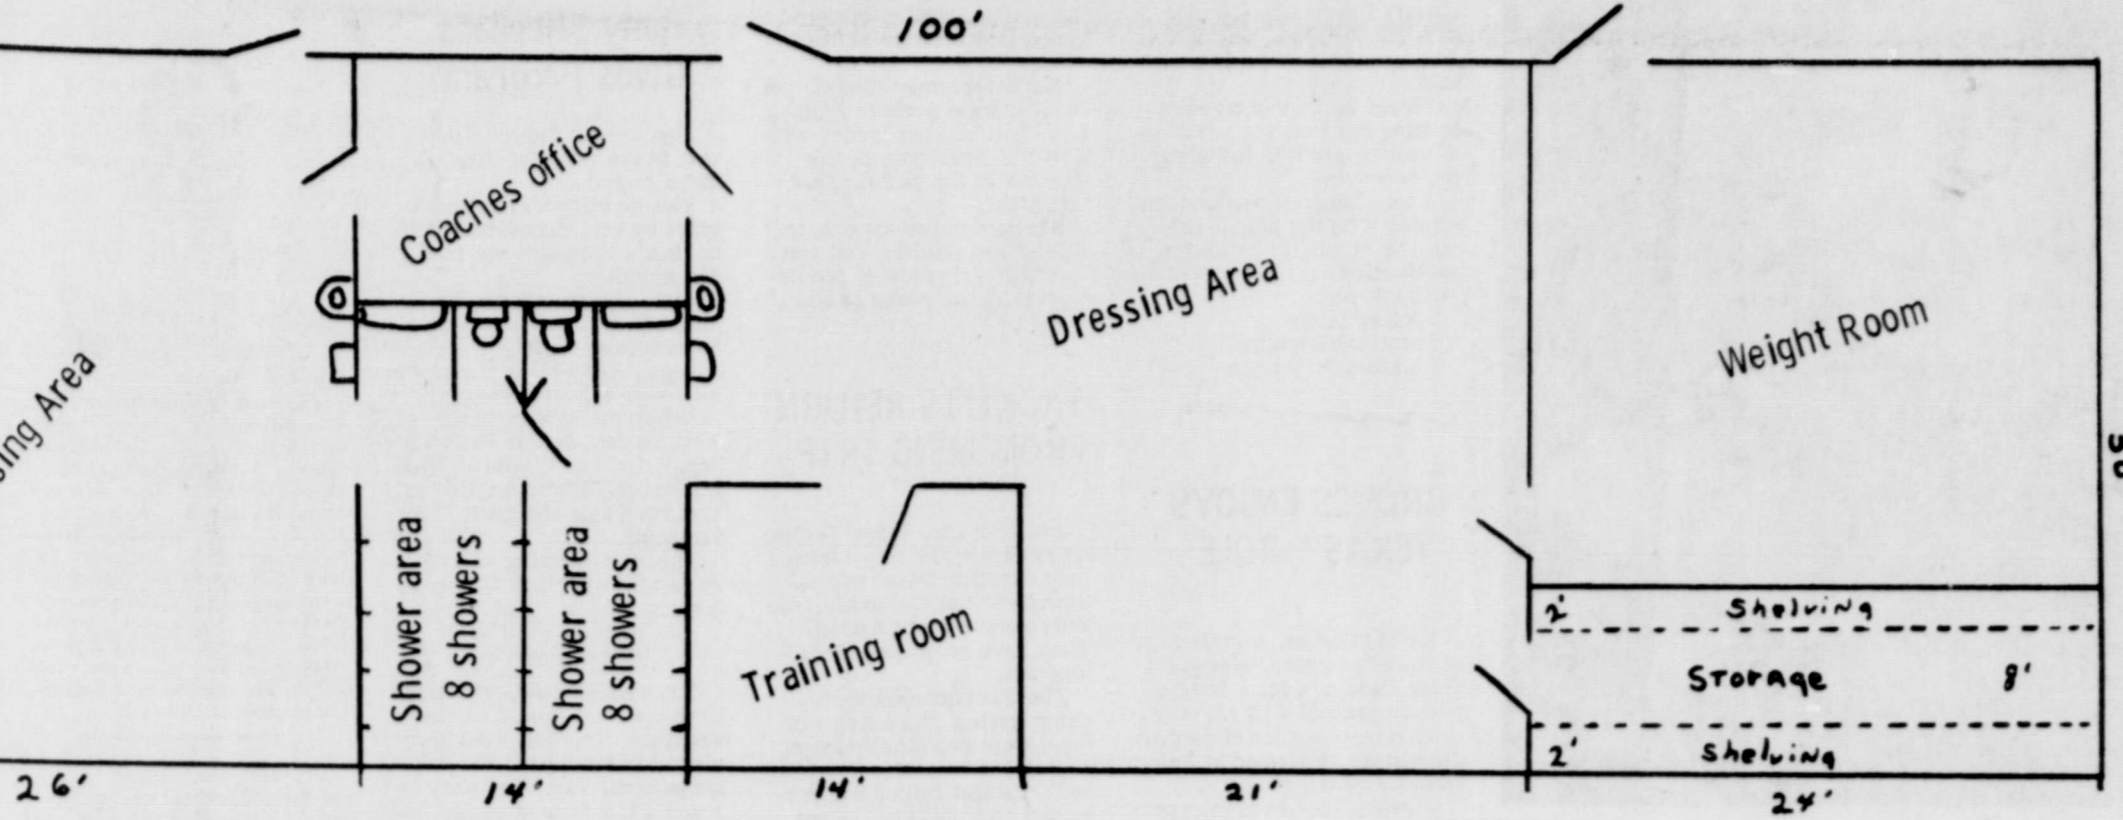 100'
Coaches office
Dressing Area
Weight Room
Area
Shower area
8 showers
Shower area
8 showers
Training room
2' Shelving
Storage 8'
2' Shelving
26'
14'
14'
21'
24'